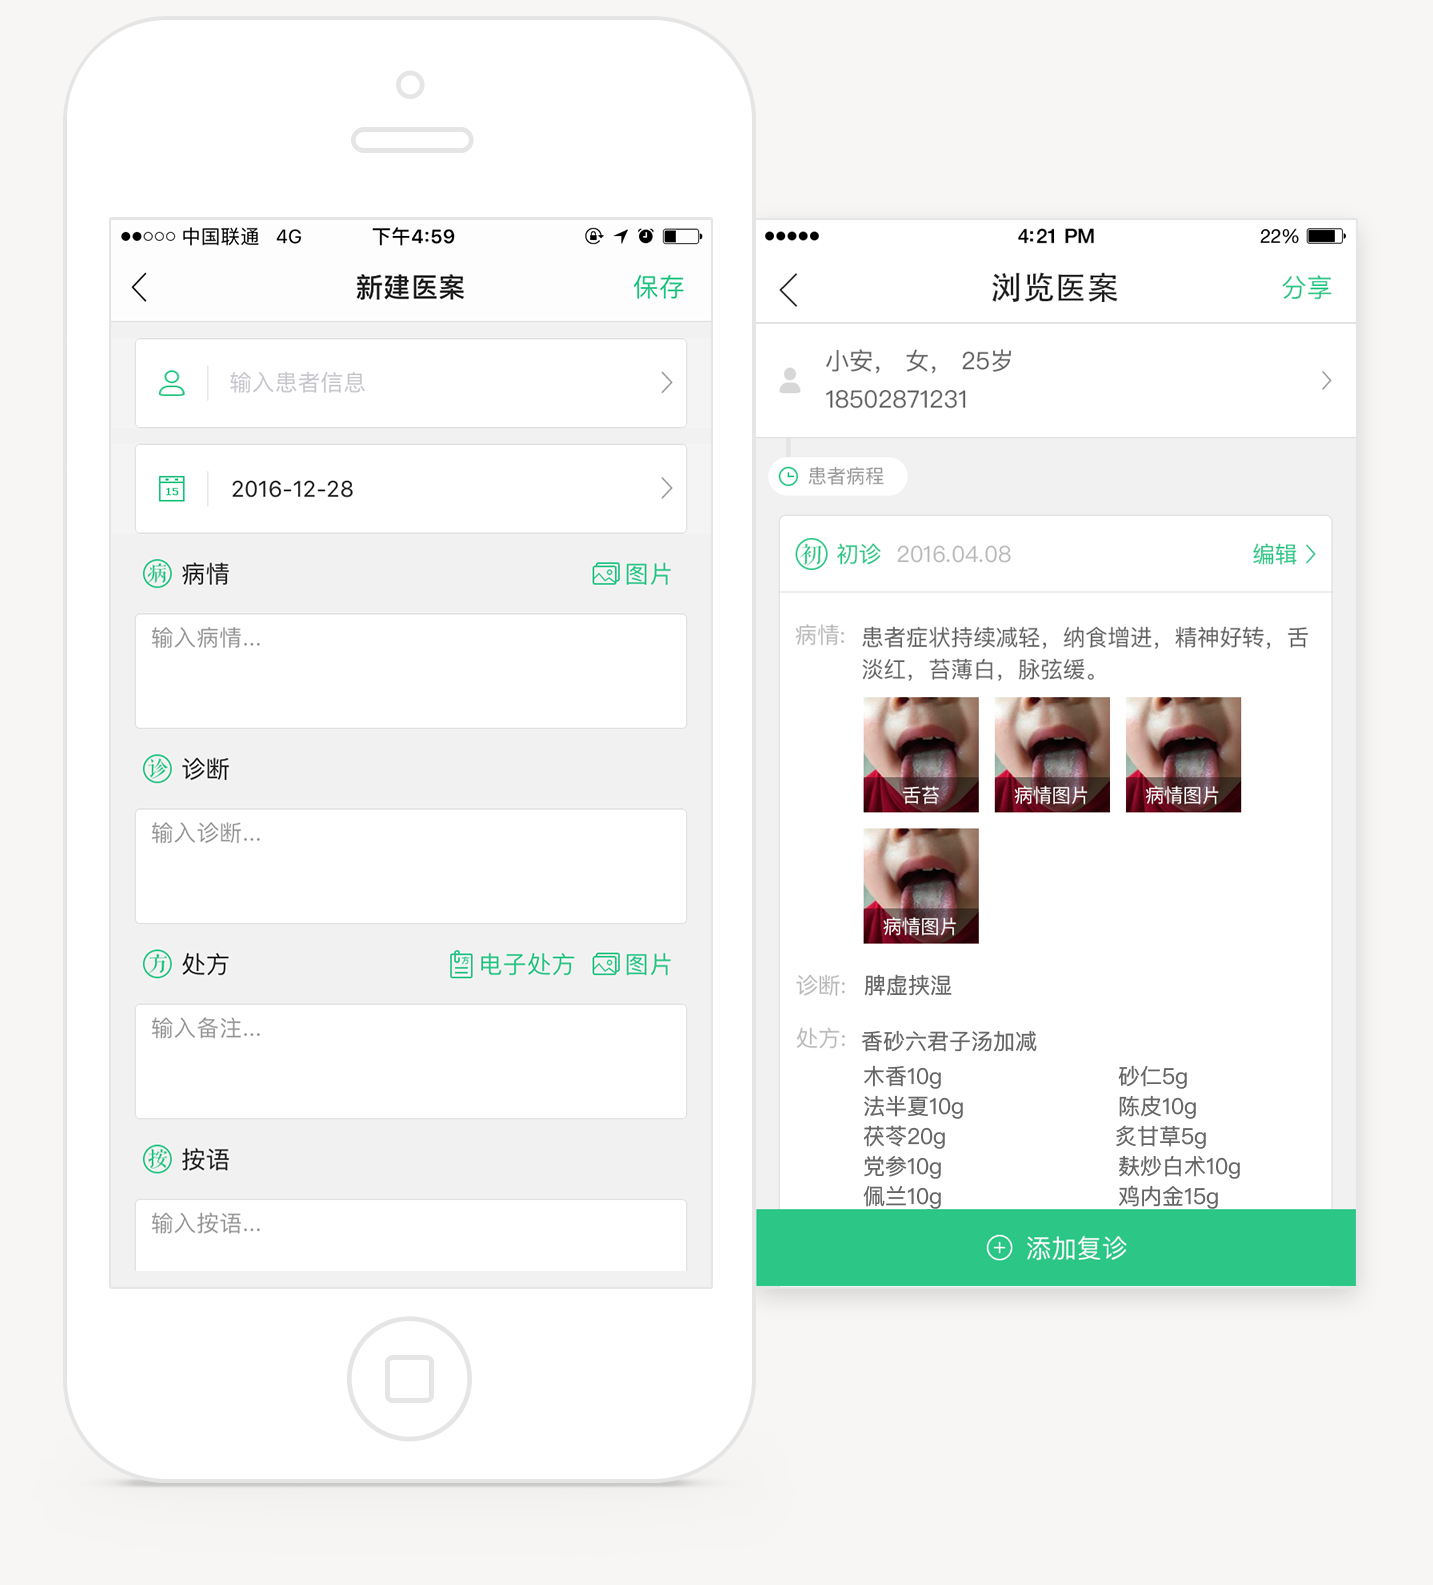 中国联通 4G 下午4:59
新建医案 保存
输入患者信息
15 2016-12-28
病 病情 图片
输入病情...
诊 诊断
输入诊断...
方 处方 方 电子处方 图片
输入备注...
按 按语
输入按语...
4:21 PM 22%
浏览医案 分享
小安， 女， 25岁
18502871231
患者病程
初 初诊 2016.04.08 编辑
病情: 患者症状持续减轻，纳食增进，精神好转，舌
淡红，苔薄白，脉弦缓。
舌苔 病情图片 病情图片
病情图片
诊断: 脾虚挟湿
处方: 香砂六君子汤加减
木香10g 砂仁5g
法半夏10g 陈皮10g
茯苓20g 炙甘草5g
党参10g 麸炒白术10g
佩兰10g 鸡内金15g
添加复诊